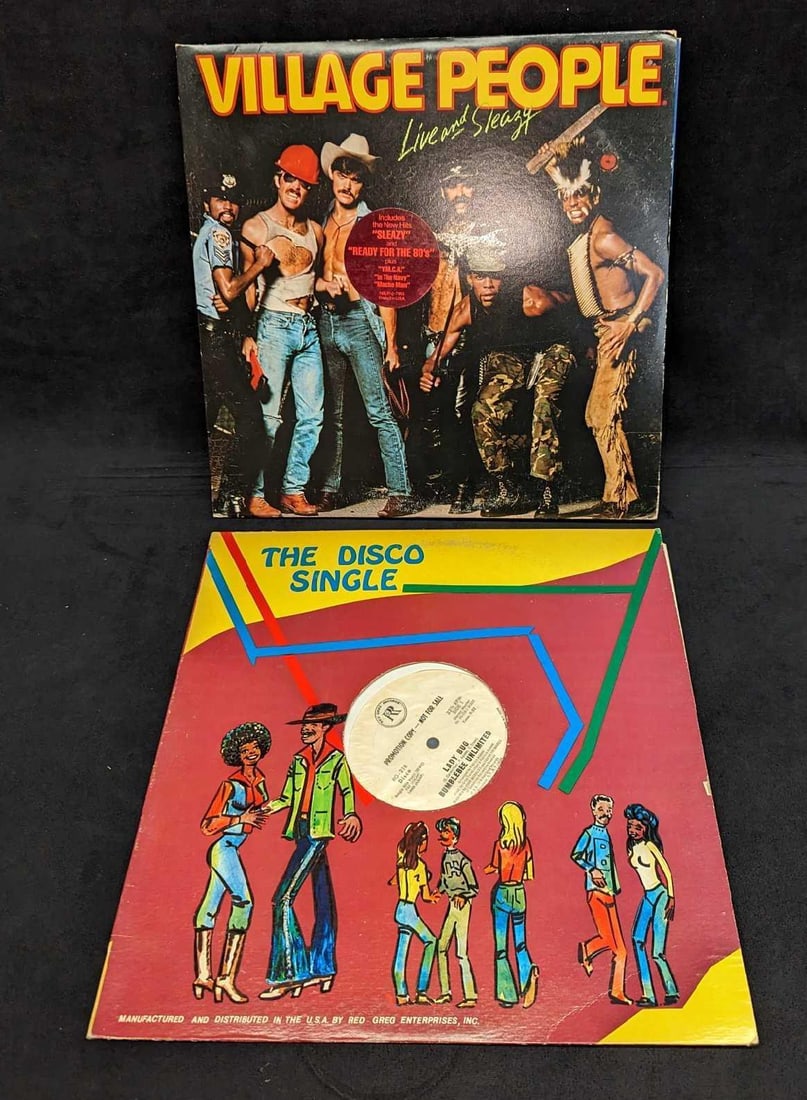 VILLAGE PEOPLE
Live and Sleazy
Includes
the New Hits
"SLEAZY"
and
"READY FOR THE 80's"
plus
"Y.M.C.A."
"In The Navy"
"Macho Man"
THE DISCO
SINGLE
PROMOTION COPY — NOT FOR SALE
LADY BUG
BUMBLEBEE UNLIMITED
MANUFACTURED AND DISTRIBUTED IN THE U.S.A. BY RED GREG ENTERPRISES, INC.